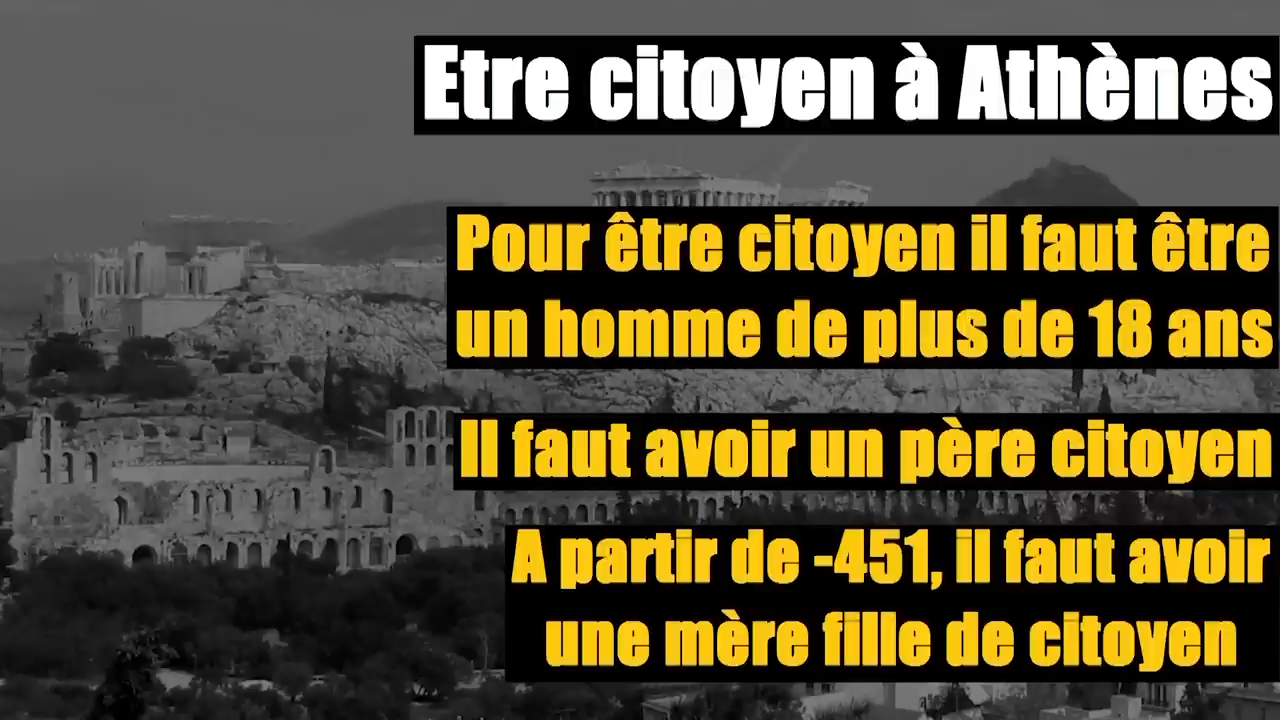 Etre citoyen à Athènes
Pour être citoyen il faut être
un homme de plus de 18 ans
Il faut avoir un père citoyen
A partir de -451, il faut avoir
une mère fille de citoyen